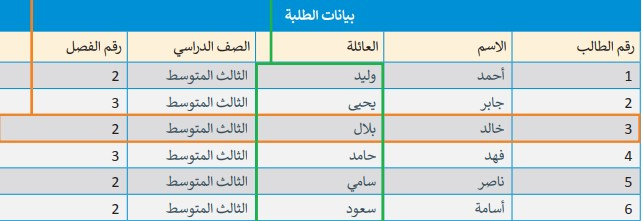 بيانات الطلبة
رقم الطالب الاسم العائلة الصف الدراسي رقم الفصل
1 أحمد وليد الثالث المتوسط 2
2 جابر يحيى الثالث المتوسط 3
3 خالد بلال الثالث المتوسط 2
4 فهد حامد الثالث المتوسط 3
5 ناصر سامي الثالث المتوسط 2
6 أسامة سعود الثالث المتوسط 2